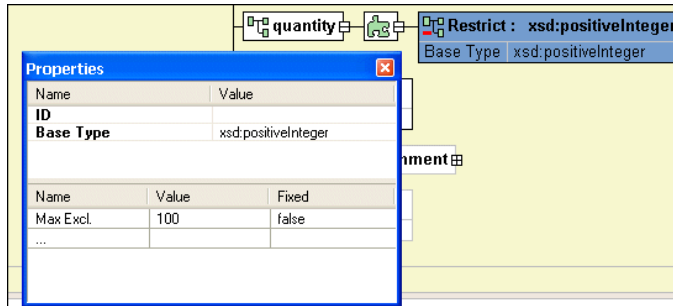 quantity
Restrict : xsd:positiveInteger
Base Type xsd:positiveInteger
Properties
Name Value
ID
Base Type xsd:positiveInteger
nment
Name Value Fixed
Max Excl. 100 false
...